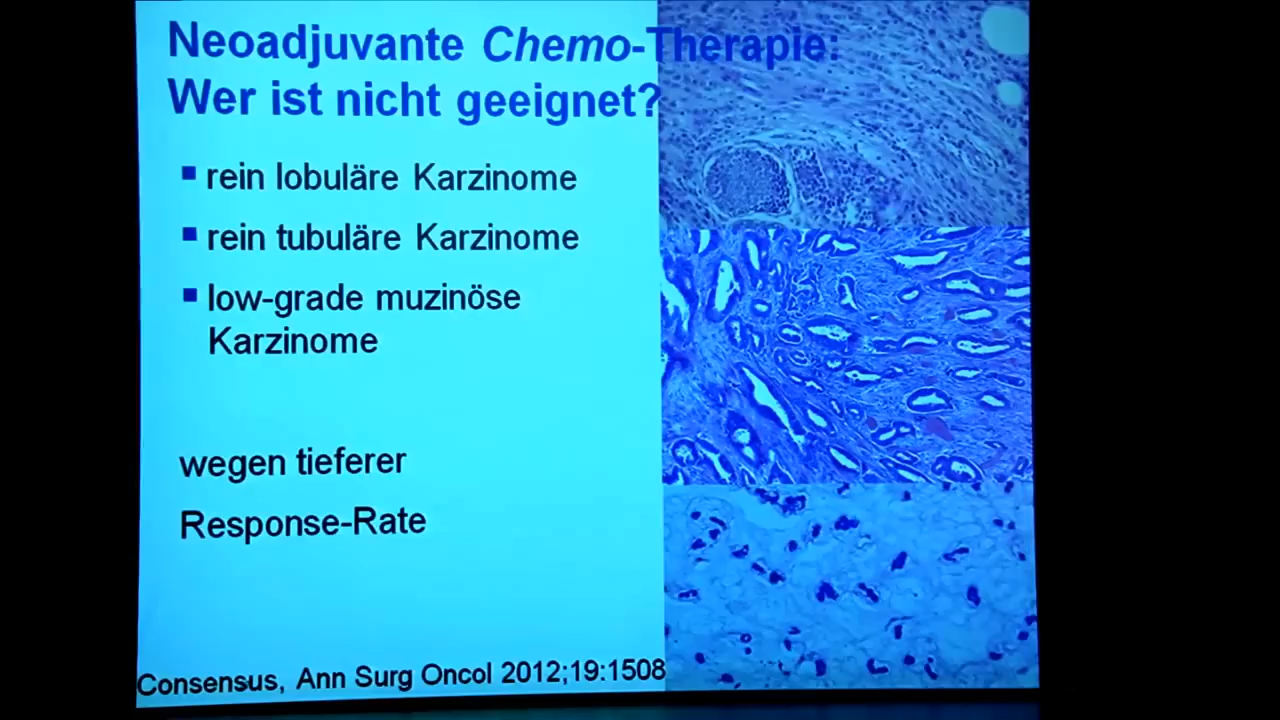 Neoadjuvante Chemo-Therapie:
Wer ist nicht geeignet?
rein lobuläre Karzinome
rein tubuläre Karzinome
low-grade muzinöse
Karzinome
wegen tieferer
Response-Rate
Consensus, Ann Surg Oncol 2012;19:1508